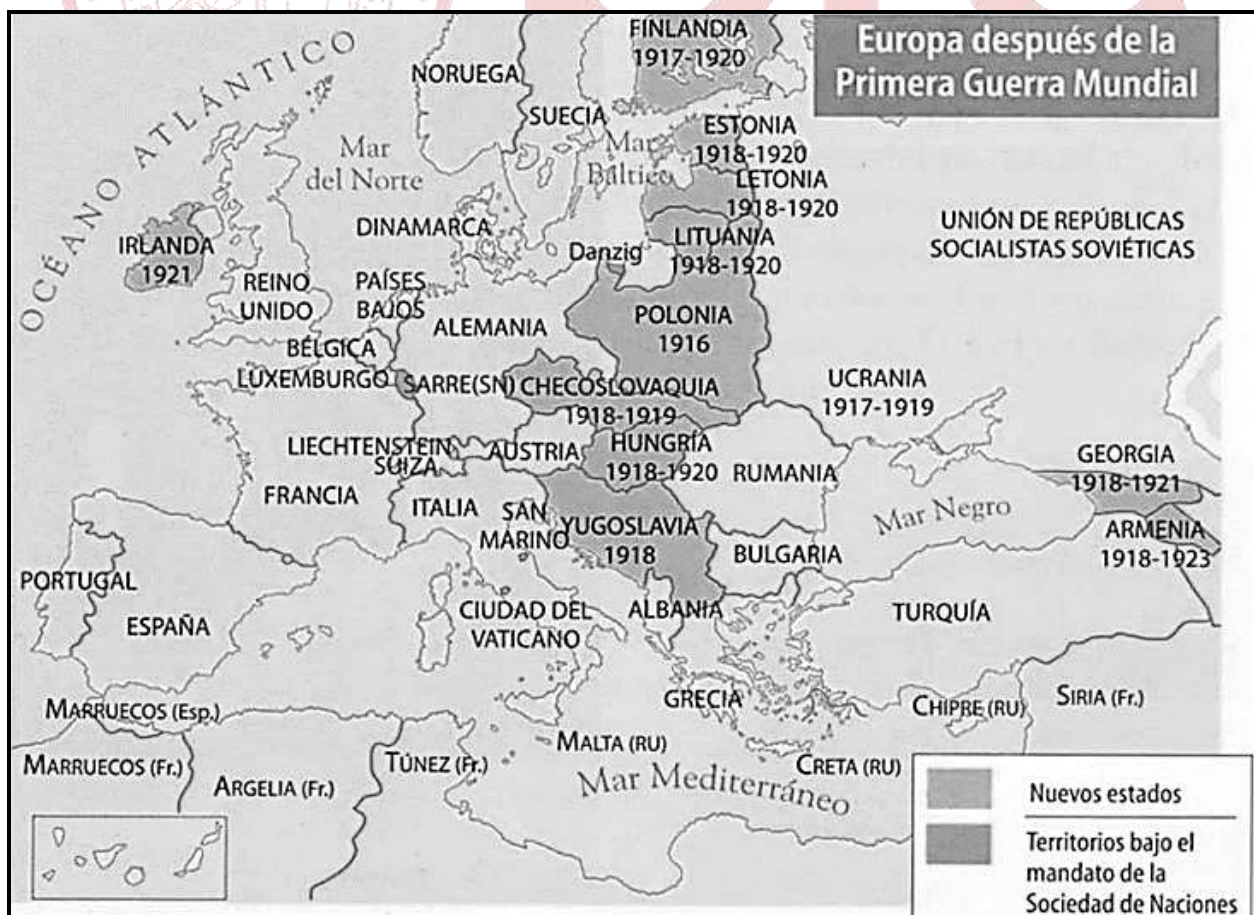 Europa después de la
Primera Guerra Mundial
OCÉANO ATLÁNTICO
FINLANDIA
1917-1920
NORUEGA
SUECIA
Mar
del Norte
Mar
Báltico
ESTONIA
1918-1920
LETONIA
1918-1920
LITUANIA
1918-1920
UNIÓN DE REPÚBLICAS
SOCIALISTAS SOVIÉTICAS
DINAMARCA
Danzig
IRLANDA
1921
REINO
UNIDO
PAÍSES
BAJOS
ALEMANIA
POLONIA
1916
BÉLGICA
LUXEMBURGO
SARRE(SN)
CHECOSLOVAQUIA
1918-1919
UCRANIA
1917-1919
LIECHTENSTEIN
SUIZA
AUSTRIA
HUNGRÍA
1918-1920
RUMANIA
GEORGIA
1918-1921
FRANCIA
ITALIA
SAN
MARINO
YUGOSLAVIA
1918
BULGARIA
Mar Negro
ARMENIA
1918-1923
PORTUGAL
ESPAÑA
CIUDAD DEL
VATICANO
ALBANIA
TURQUÍA
GRECIA
CHIPRE (RU)
SIRIA (Fr.)
MARRUECOS (Esp.)
MARRUECOS (Fr.)
ARGELIA (Fr.)
TÚNEZ (Fr.)
MALTA (RU)
CRETA (RU)
Mar Mediterráneo
Nuevos estados
Territorios bajo el
mandato de la
Sociedad de Naciones